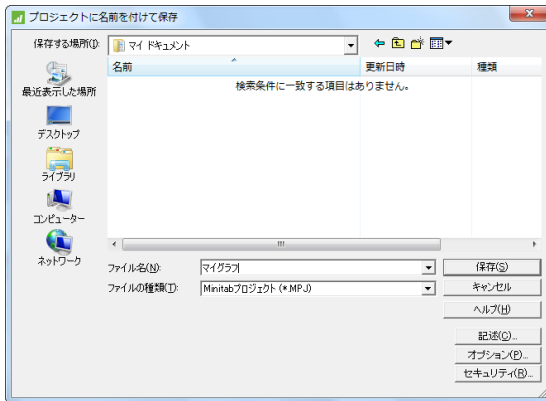 プロジェクトに名前を付けて保存
保存する場所(I):
マイ ドキュメント
名前
更新日時
種類
検索条件に一致する項目はありません。
最近表示した場所
デスクトップ
ライブラリ
コンピューター
ネットワーク
ファイル名(N):
マイグラフ
保存(S)
ファイルの種類(T):
Minitabプロジェクト (*.MPJ)
キャンセル
ヘルプ(H)
記述(C)...
オプション(P)...
セキュリティ(R)...